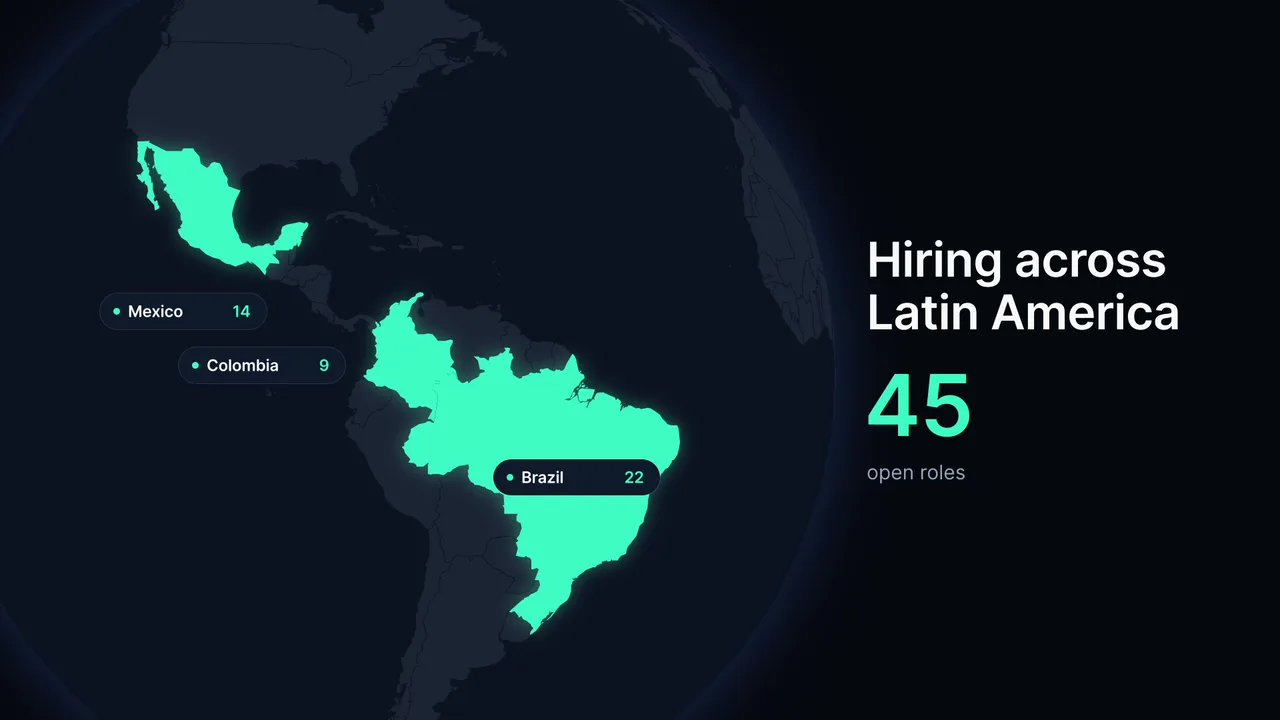 Mexico 14
Colombia 9
Brazil 22
Hiring across
Latin America
45
open roles